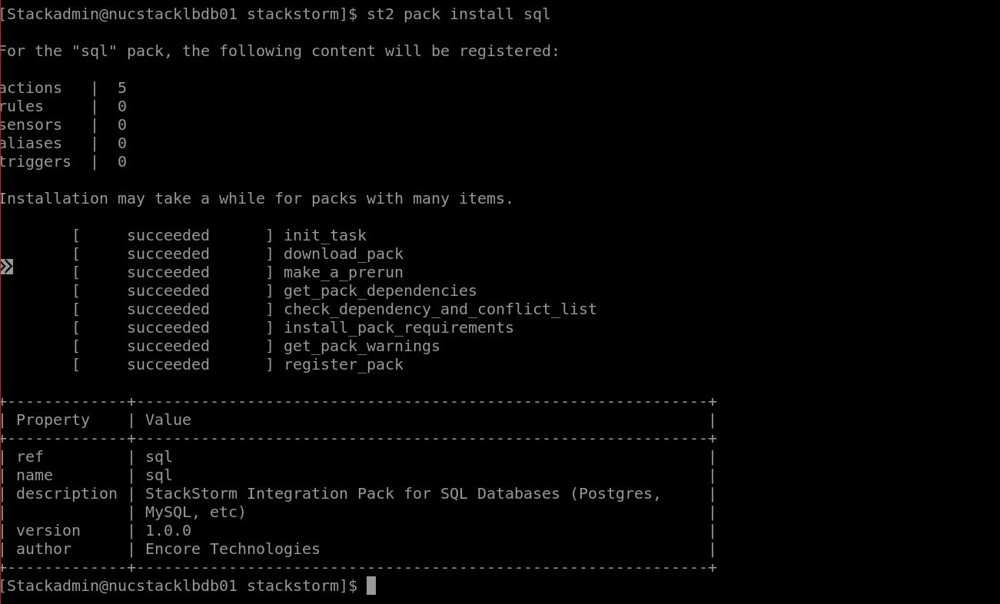 [Stackadmin@nucstacklbdb01 stackstorm]$ st2 pack install sql
For the "sql" pack, the following content will be registered:
actions   |  5
rules     |  0
sensors   |  0
aliases   |  0
triggers  |  0
Installation may take a while for packs with many items.
        [     succeeded      ] init_task
        [     succeeded      ] download_pack
        [     succeeded      ] make_a_prerun
        [     succeeded      ] get_pack_dependencies
        [     succeeded      ] check_dependency_and_conflict_list
        [     succeeded      ] install_pack_requirements
        [     succeeded      ] get_pack_warnings
        [     succeeded      ] register_pack
+-------------+--------------------------------------------------------------+
| Property    | Value                                                        |
+-------------+--------------------------------------------------------------+
| ref         | sql                                                          |
| name        | sql                                                          |
| description | StackStorm Integration Pack for SQL Databases (Postgres,     |
|             | MySQL, etc)                                                  |
| version     | 1.0.0                                                        |
| author      | Encore Technologies                                          |
+-------------+--------------------------------------------------------------+
[Stackadmin@nucstacklbdb01 stackstorm]$